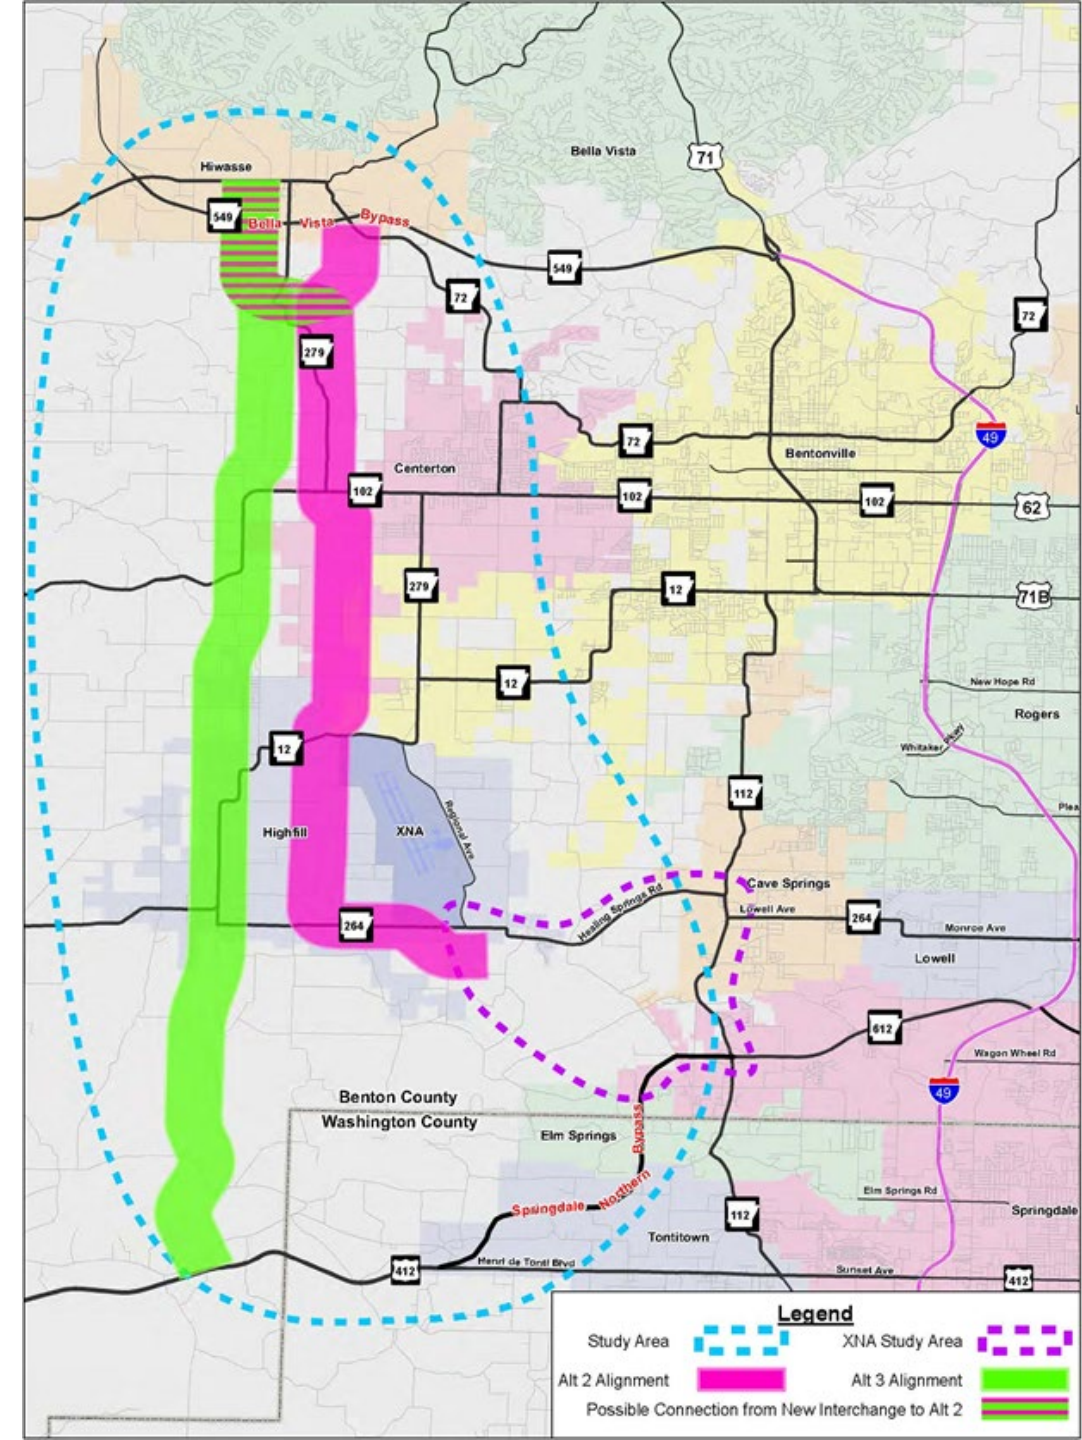 Bella Vista
71
Hiwasse
549
Bella Vista Bypass
549
72
72
279
49
72
Bentonville
Centerton
102
102
102
62
279
12
71B
12
New Hope Rd
Rogers
Whitaker Pkwy
12
112
Regional Ave
Plea
Highfill
XNA
Cave Springs
Healing Springs Rd
Lowell Ave
264
264
Monroe Ave
Lowell
612
Wagon Wheel Rd
49
Benton County
Washington County
Elm Springs
Springdale Northern Bypass
Elm Springs Rd
Springdale
112
Tontitown
412
Henri de Tonti Blvd
Sunset Ave
412
Legend
Study Area
XNA Study Area
Alt 2 Alignment
Alt 3 Alignment
Possible Connection from New Interchange to Alt 2